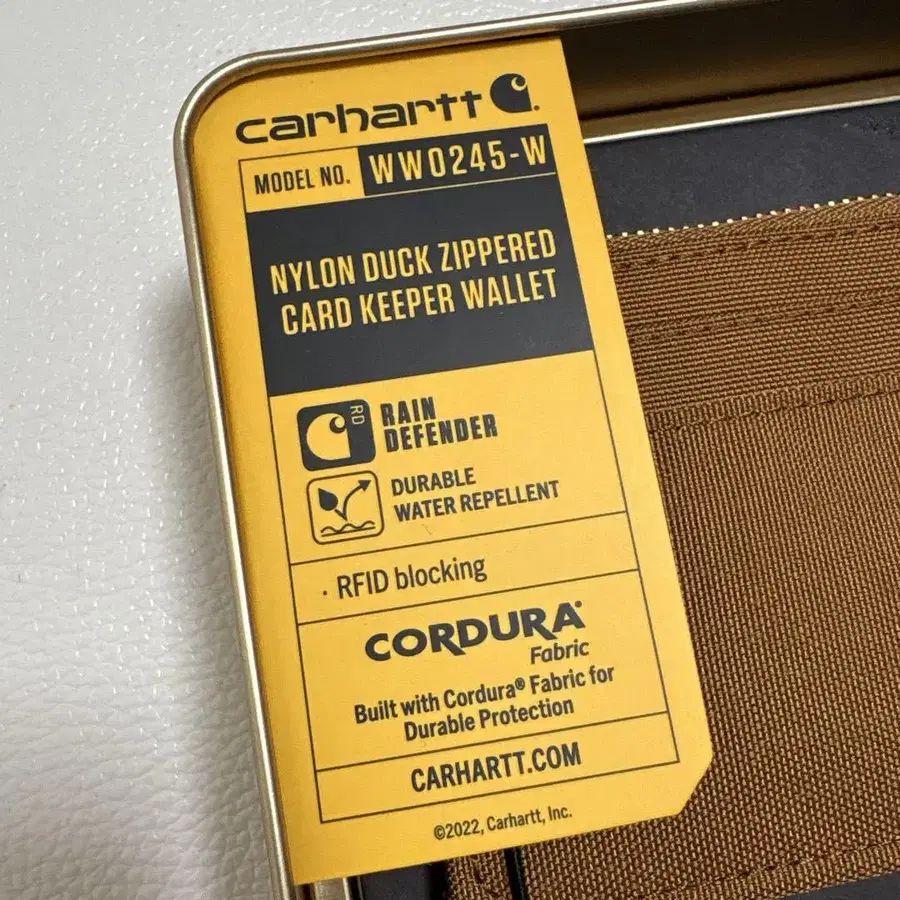 carhartt
MODEL NO. WW0245-W
NYLON DUCK ZIPPERED
CARD KEEPER WALLET
RD
RAIN
DEFENDER
DURABLE
WATER REPELLENT
· RFID blocking
CORDURA®
Fabric
Built with Cordura® Fabric for
Durable Protection
CARHARTT.COM
©2022, Carhartt, Inc.